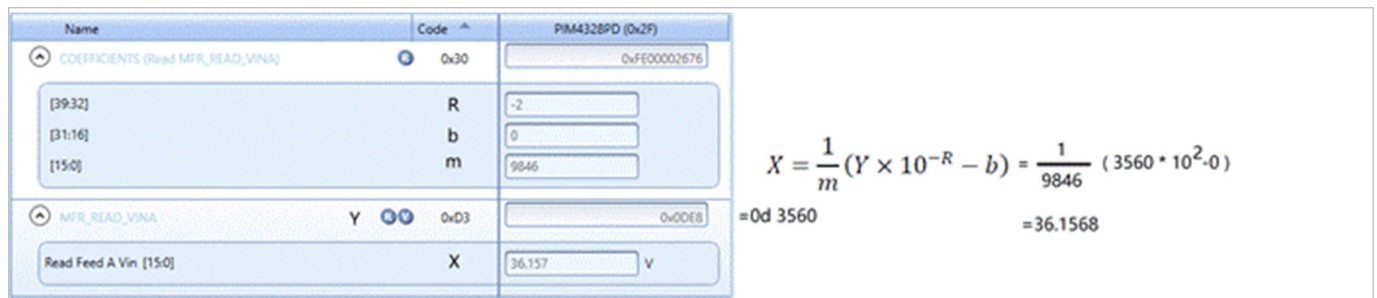 Name Code PIM4328PD (0x2F)
COEFFICIENTS (Read MFR_READ_VINA) R 0x30 0xFE00002676
[39:32] R -2
[31:16] b 0
[15:0] m 9846
MFR_READ_VINA Y R V 0xD3 0x0DE8 =0d 3560
Read Feed A Vin [15:0] X 36.157 V
X = 1/m (Y × 10^-R − b) = 1/9846 ( 3560 * 10^2-0 )
=36.1568